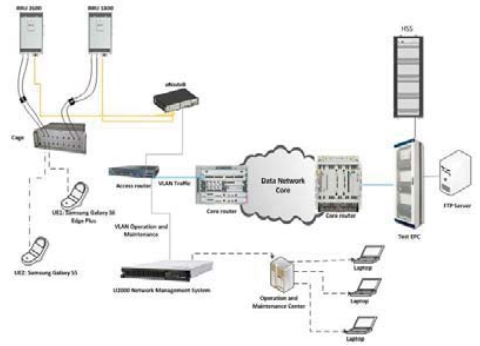 RRU 2600
RRU 1800
HSS
eNodeB
Cage
Access router
VLAN Traffic
Core router
Data Network
Core
Core router
Test EPC
FTP Server
UE1: Samsung Galaxy S6
Edge Plus
VLAN Operation and
Maintenance
UE2: Samsung Galaxy S5
U2000 Network Management System
Operation and
Maintenance Center
Laptop
Laptop
Laptop